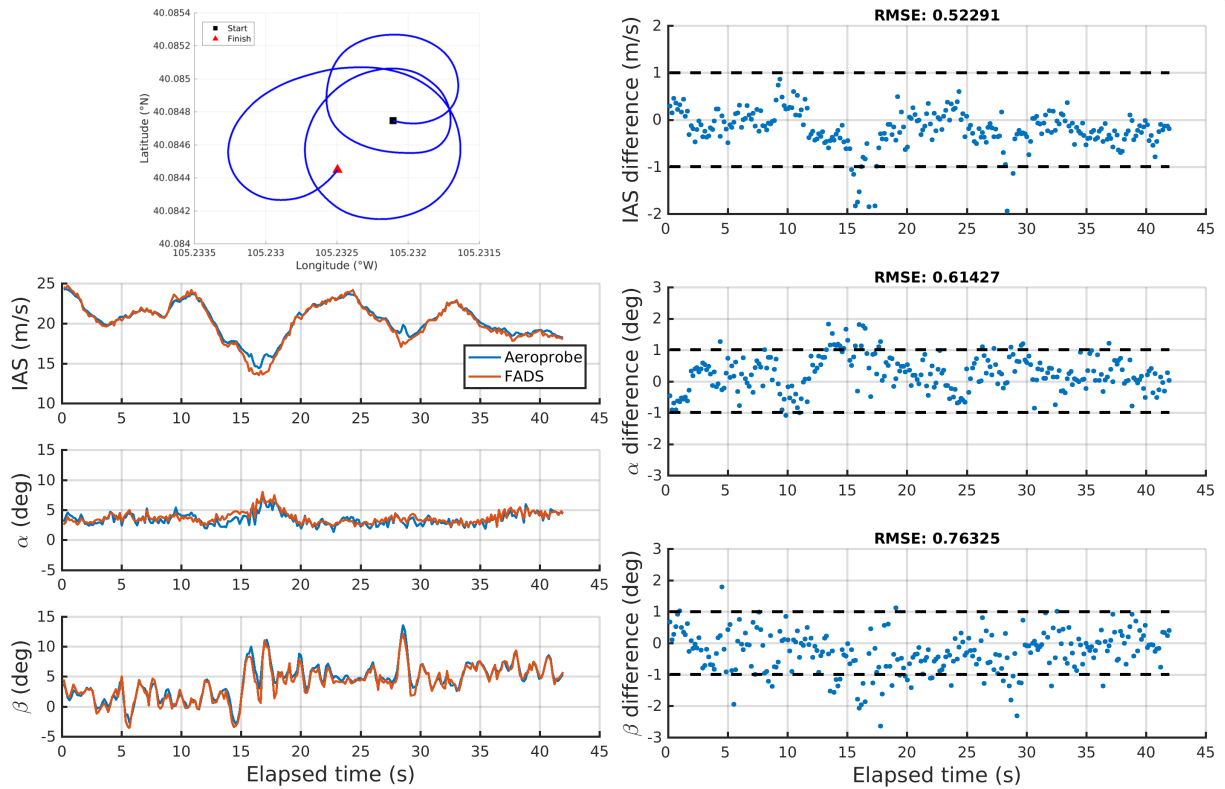 40.0854
40.0852
40.085
40.0848
40.0846
40.0844
40.0842
40.084
Latitude (°N)
Start
Finish
105.2335 105.233 105.2325 105.232 105.2315
Longitude (°W)
25
20
15
10
IAS (m/s)
Aeroprobe
FADS
0 5 10 15 20 25 30 35 40 45
15
10
5
0
-5
α (deg)
0 5 10 15 20 25 30 35 40 45
15
10
5
0
-5
β (deg)
0 5 10 15 20 25 30 35 40 45
Elapsed time (s)
RMSE: 0.52291
2
1
0
-1
-2
IAS difference (m/s)
0 5 10 15 20 25 30 35 40 45
RMSE: 0.61427
3
2
1
0
-1
-2
-3
α difference (deg)
0 5 10 15 20 25 30 35 40 45
RMSE: 0.76325
3
2
1
0
-1
-2
-3
β difference (deg)
0 5 10 15 20 25 30 35 40 45
Elapsed time (s)